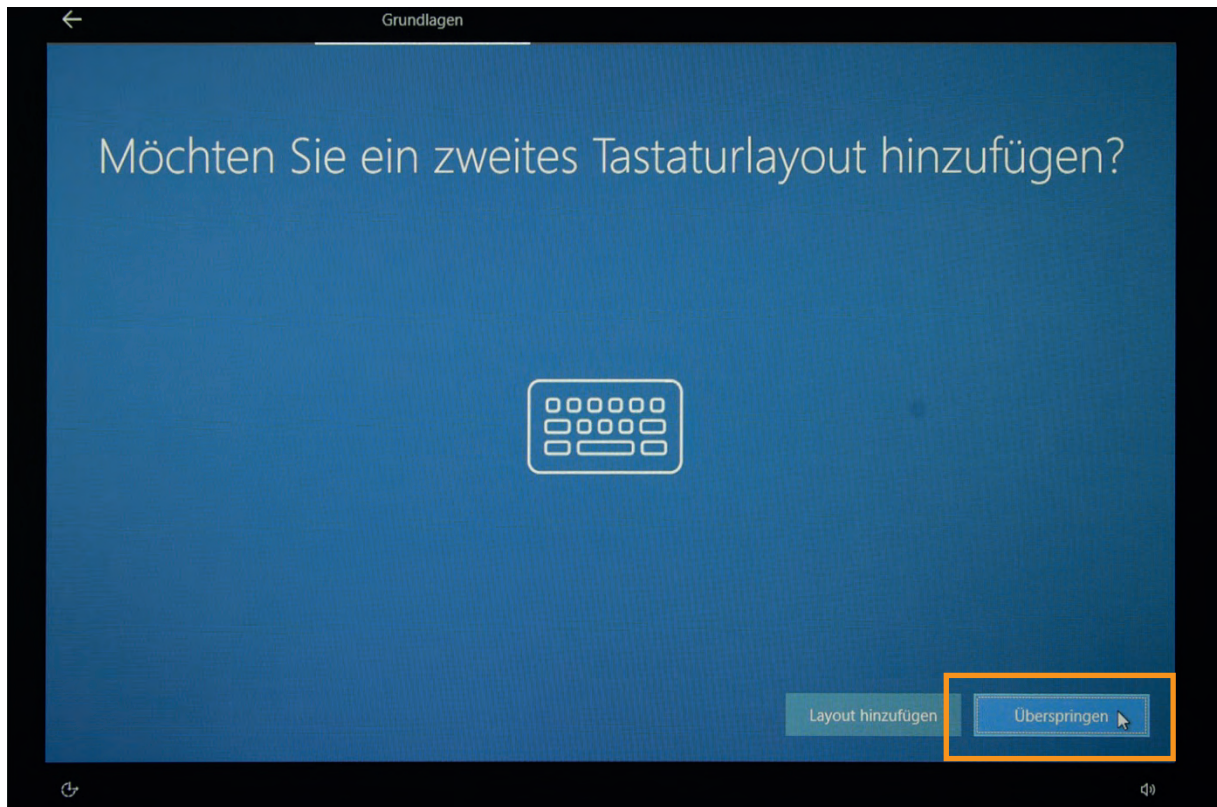 Grundlagen
Möchten Sie ein zweites Tastaturlayout hinzufügen?
Layout hinzufügen
Überspringen